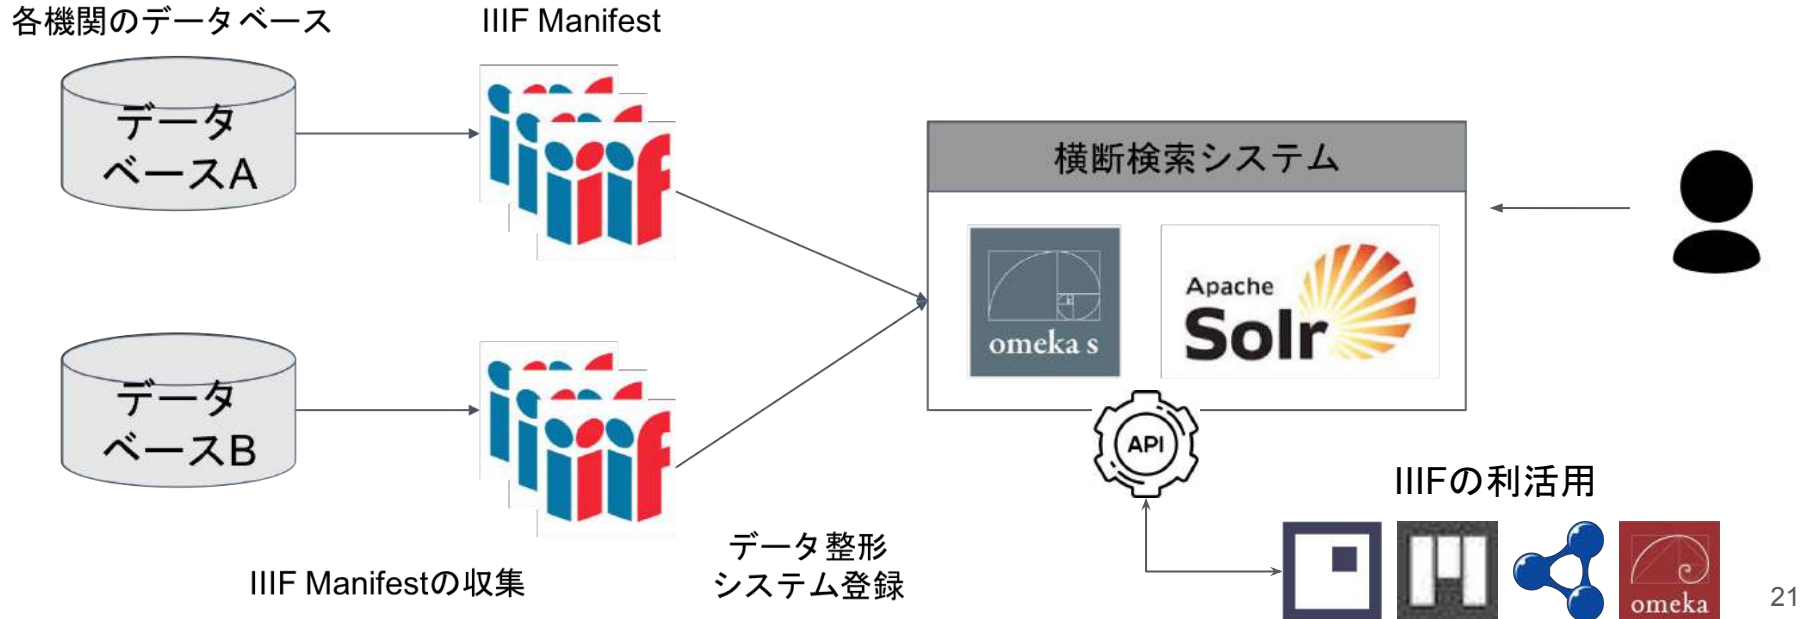 各機関のデータベース
IIIF Manifest
データ
ベースA
iiif
横断検索システム
omeka s
Apache
Solr
データ
ベースB
iiif
API
IIIFの利活用
データ整形
システム登録
IIIF Manifestの収集
omeka
21